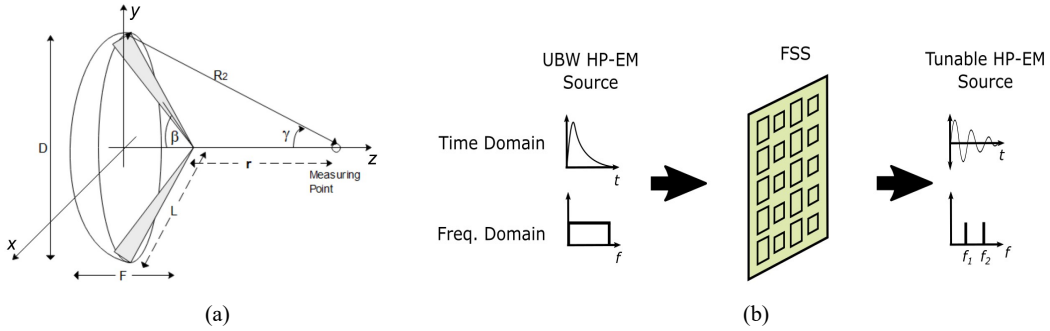 y
R2
D
β
γ
z
r
Measuring
Point
L
x
F
(a)
UBW HP-EM
Source
FSS
Tunable HP-EM
Source
Time Domain
t
t
Freq. Domain
f
f1 f2
f
(b)